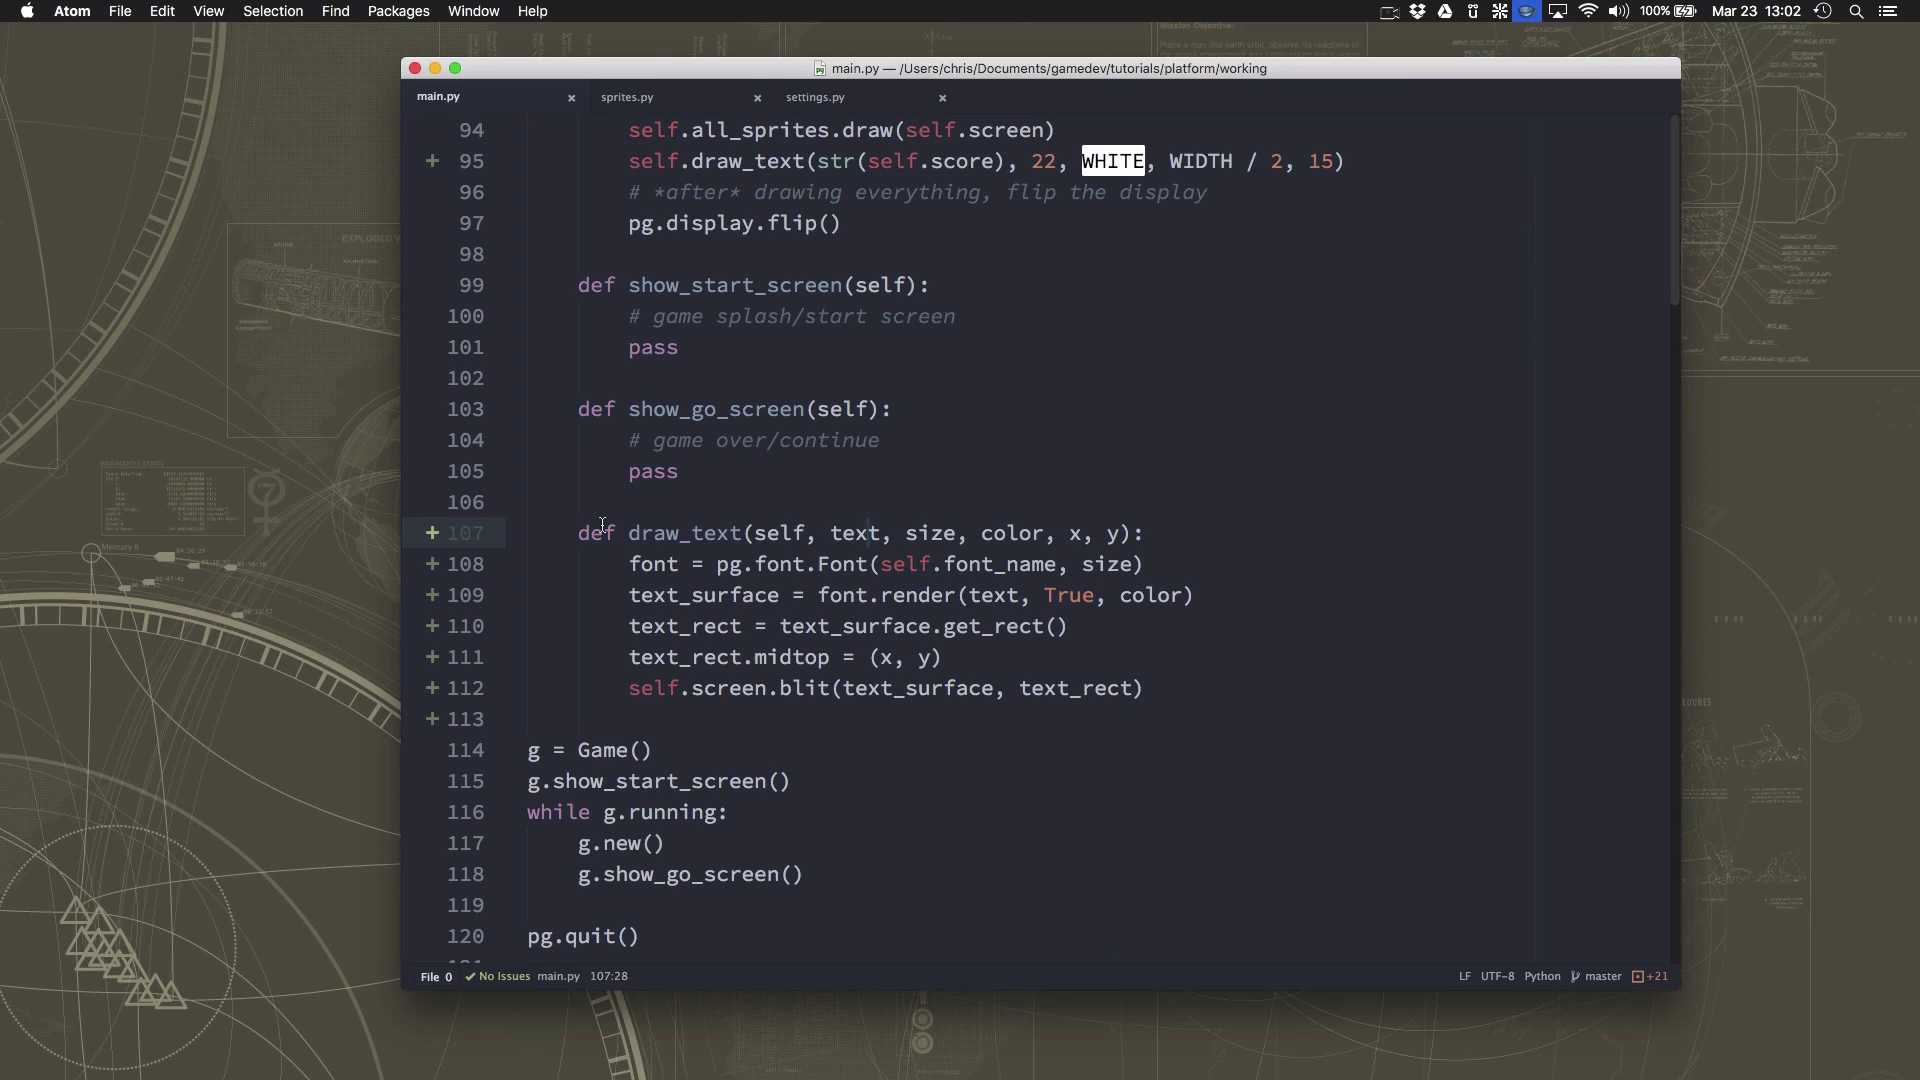 Atom File Edit View Selection Find Packages Window Help 100% Mar 23 13:02
main.py — /Users/chris/Documents/gamedev/tutorials/platform/working
main.py × sprites.py × settings.py ×
94 self.all_sprites.draw(self.screen)
+ 95 self.draw_text(str(self.score), 22, WHITE, WIDTH / 2, 15)
96 # *after* drawing everything, flip the display
97 pg.display.flip()
98
99 def show_start_screen(self):
100 # game splash/start screen
101 pass
102
103 def show_go_screen(self):
104 # game over/continue
105 pass
106
+ 107 def draw_text(self, text, size, color, x, y):
+ 108 font = pg.font.Font(self.font_name, size)
+ 109 text_surface = font.render(text, True, color)
+ 110 text_rect = text_surface.get_rect()
+ 111 text_rect.midtop = (x, y)
+ 112 self.screen.blit(text_surface, text_rect)
+ 113
114 g = Game()
115 g.show_start_screen()
116 while g.running:
117 g.new()
118 g.show_go_screen()
119
120 pg.quit()
File 0 No Issues main.py 107:28 LF UTF-8 Python master +21
Mission Objective:
EXPLODED V
Mercury 6